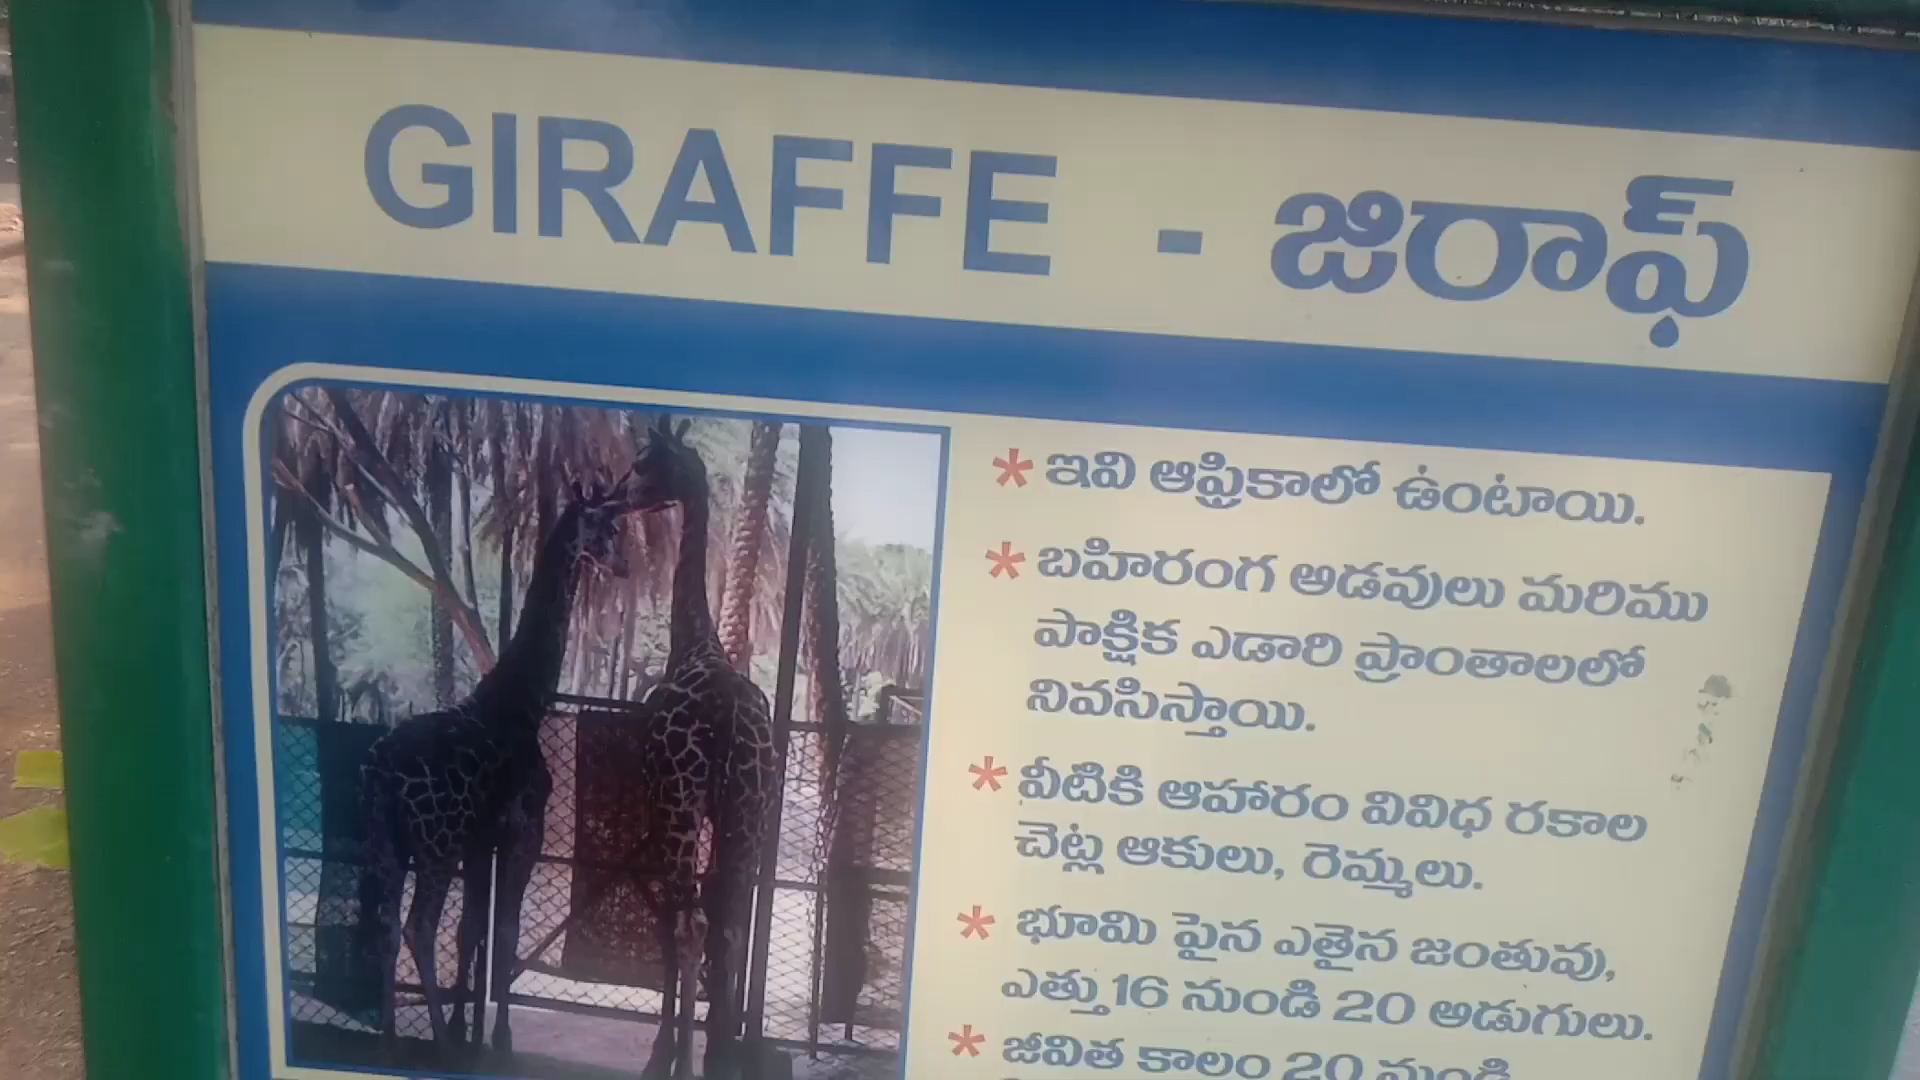 GIRAFFE - జిరాఫ్
* ఇవి ఆఫ్రికాలో ఉంటాయి.
* బహిరంగ అడవులు మరిము
పాక్షిక ఎడారి ప్రాంతాలలో
నివసిస్తాయి.
* వీటికి ఆహారం వివిధ రకాల
చెట్ల ఆకులు, రెమ్మలు.
* భూమి పైన ఎతైన జంతువు,
ఎత్తు 16 నుండి 20 అడుగులు.
* జీవిత కాలం 20 నుండి